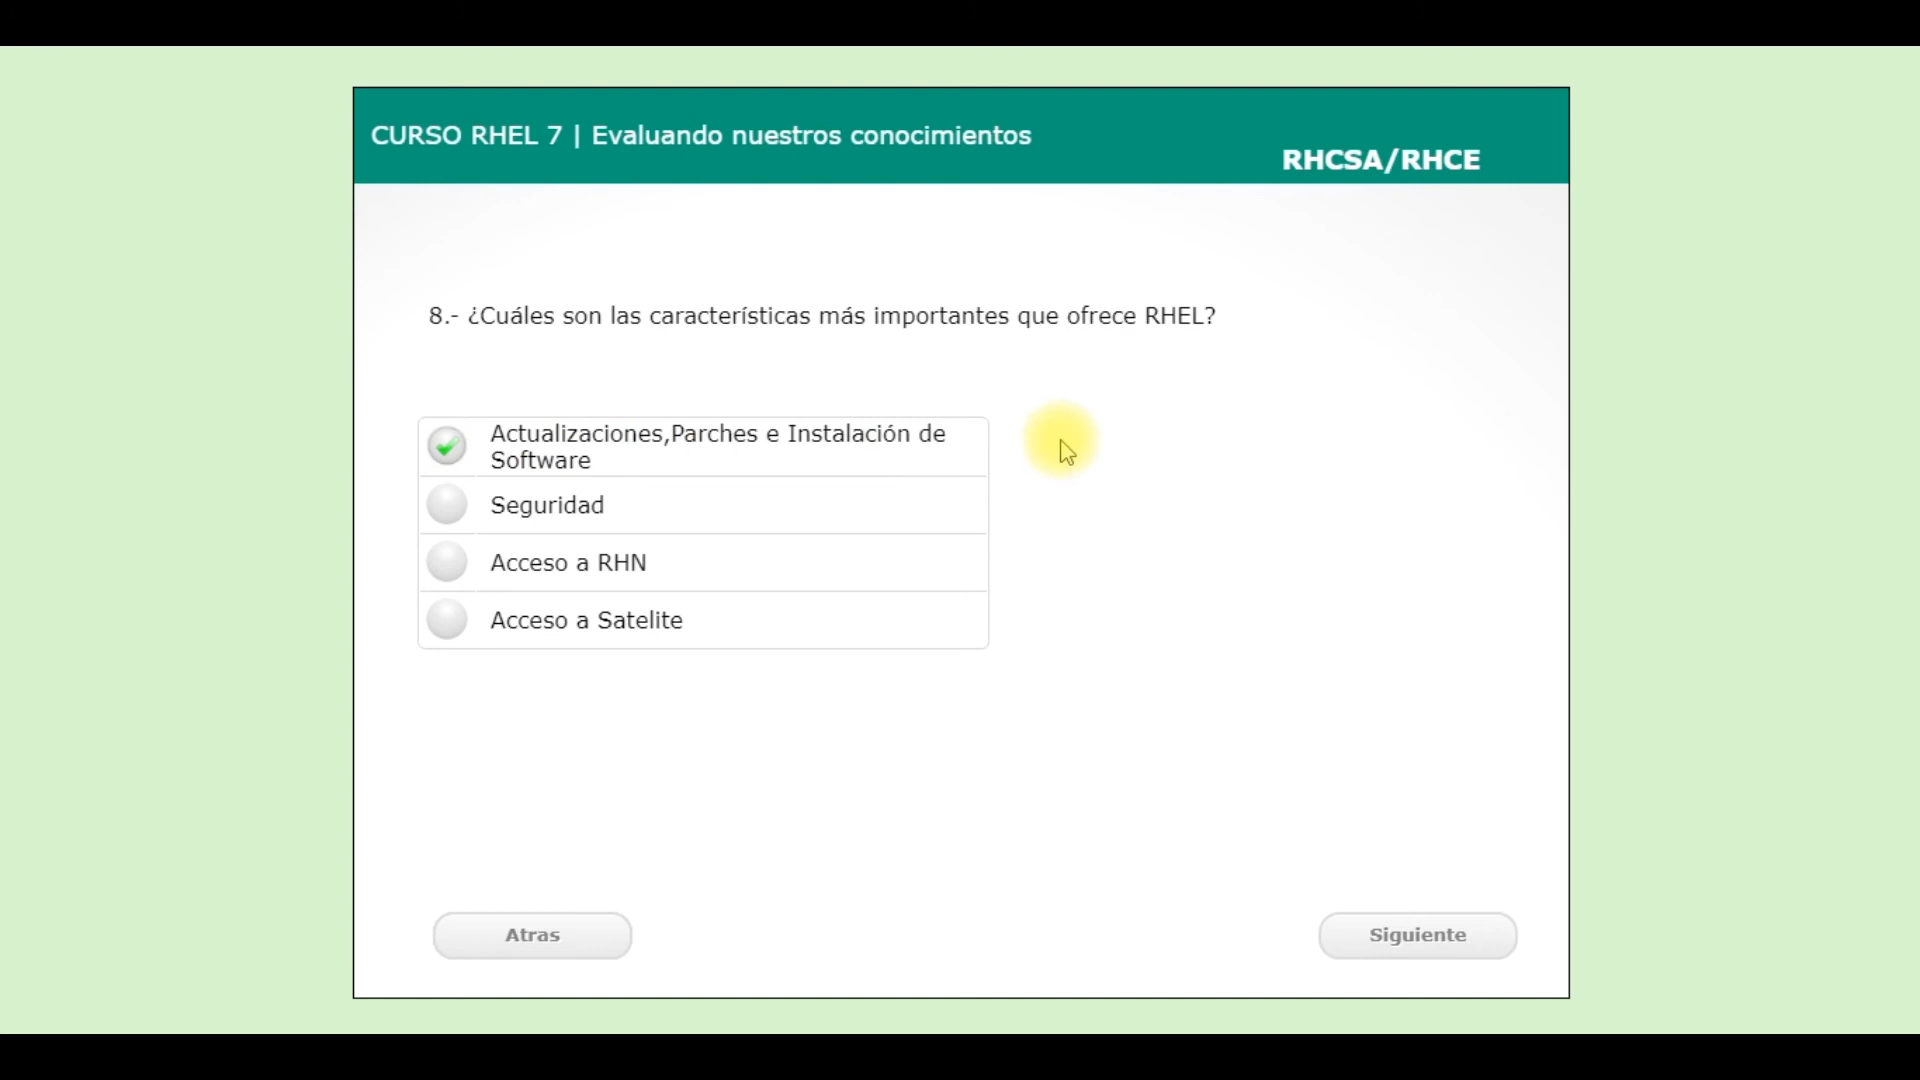 CURSO RHEL 7 | Evaluando nuestros conocimientos
RHCSA/RHCE
8.- ¿Cuáles son las características más importantes que ofrece RHEL?
Actualizaciones,Parches e Instalación de
Software
Seguridad
Acceso a RHN
Acceso a Satelite
Atras
Siguiente